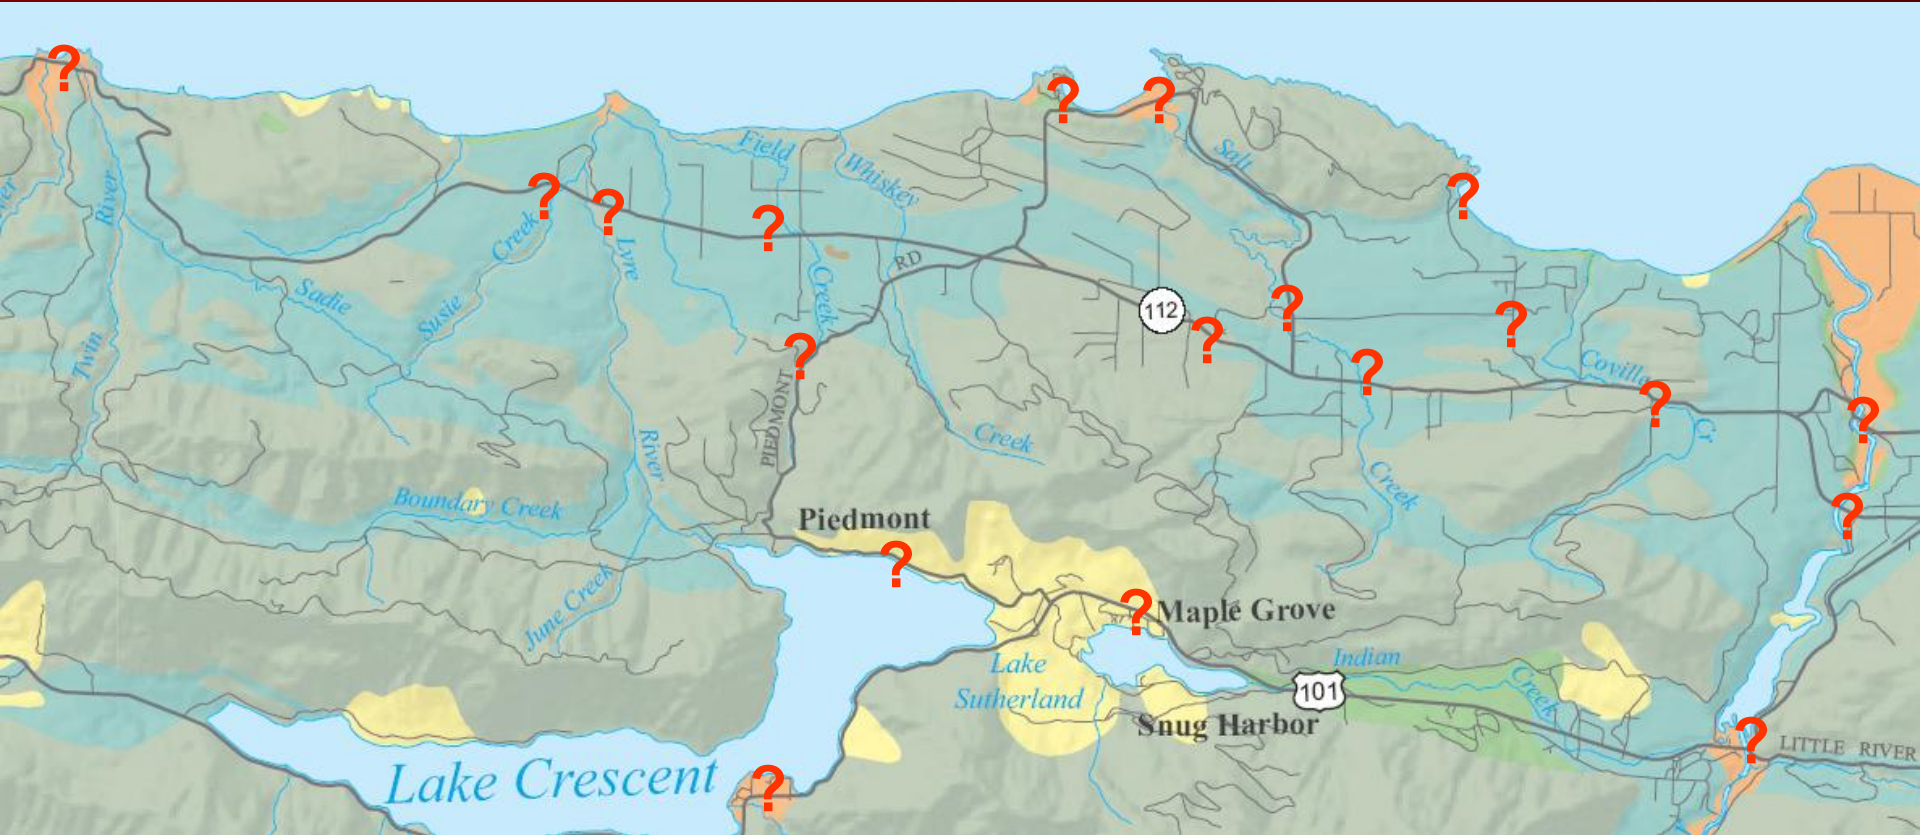 ?
? ?
Field
Salt
Whiskey
River
?
?
?
?
Creek
Lyre
RD
Creek
Sadie
Susie
112
?
?
?
?
Twin
?
PIEDMONT
Covilla
?
?
?
Creek
River
Cr
Creek
Boundary Creek
Piedmont
?
?
June Creek
?
Maple Grove
Lake
Sutherland
Indian
101
Creek
Snug Harbor
?
LITTLE RIVER
Lake Crescent
?